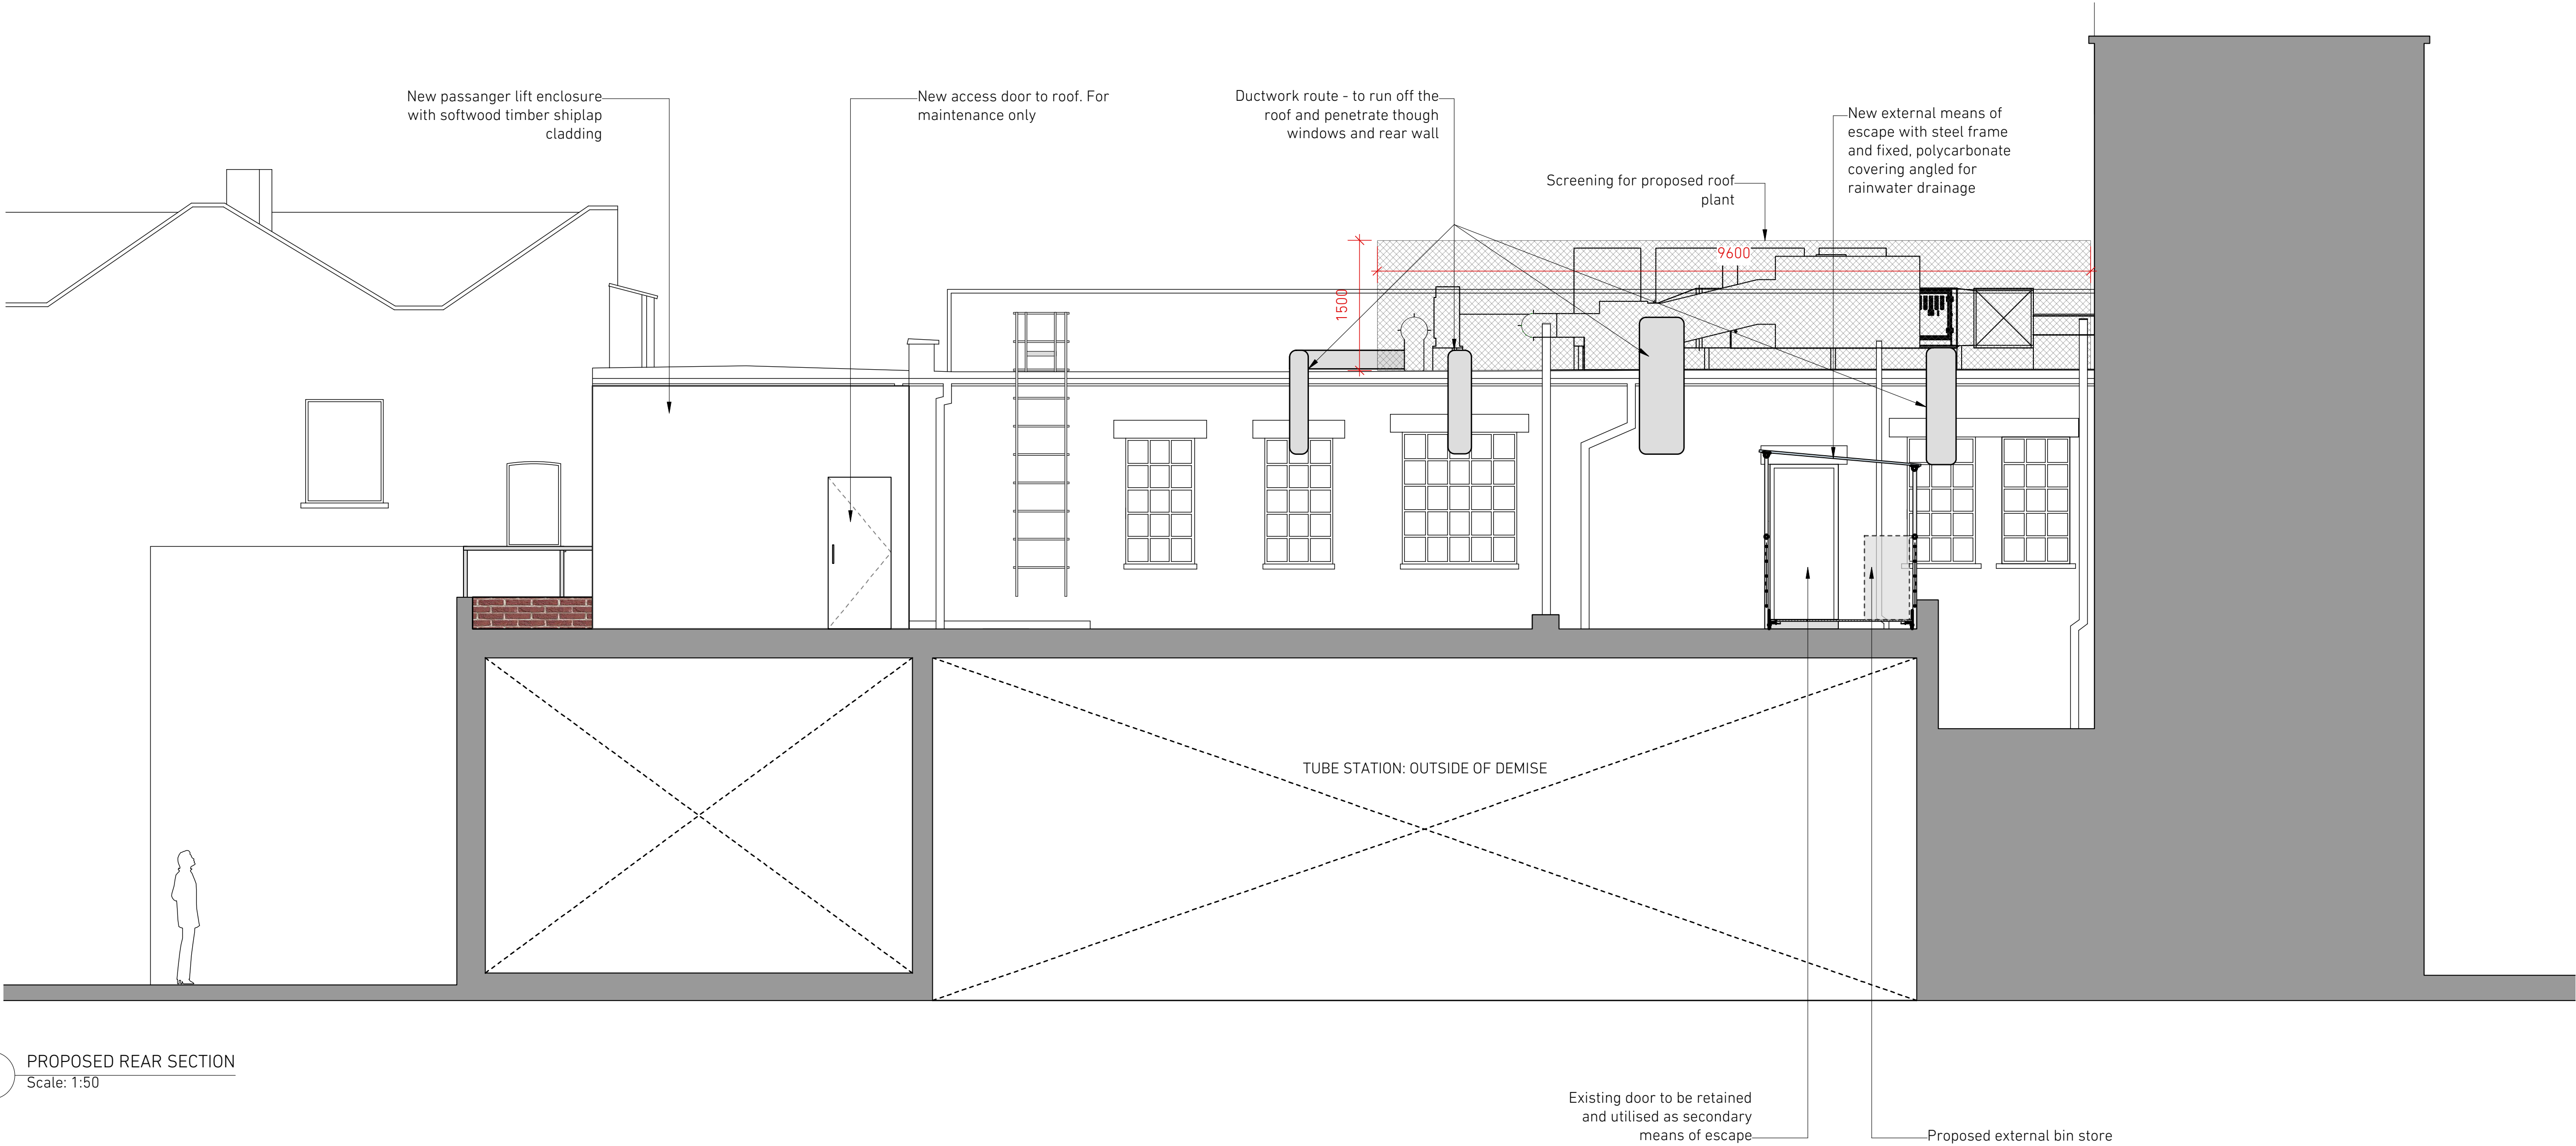 New passanger lift enclosure
with softwood timber shiplap
cladding
New access door to roof. For
maintenance only
Ductwork route - to run off the
roof and penetrate though
windows and rear wall
Screening for proposed roof
plant
New external means of
escape with steel frame
and fixed, polycarbonate
covering angled for
rainwater drainage
9600
1500
TUBE STATION: OUTSIDE OF DEMISE
PROPOSED REAR SECTION
Scale: 1:50
Existing door to be retained
and utilised as secondary
means of escape
Proposed external bin store